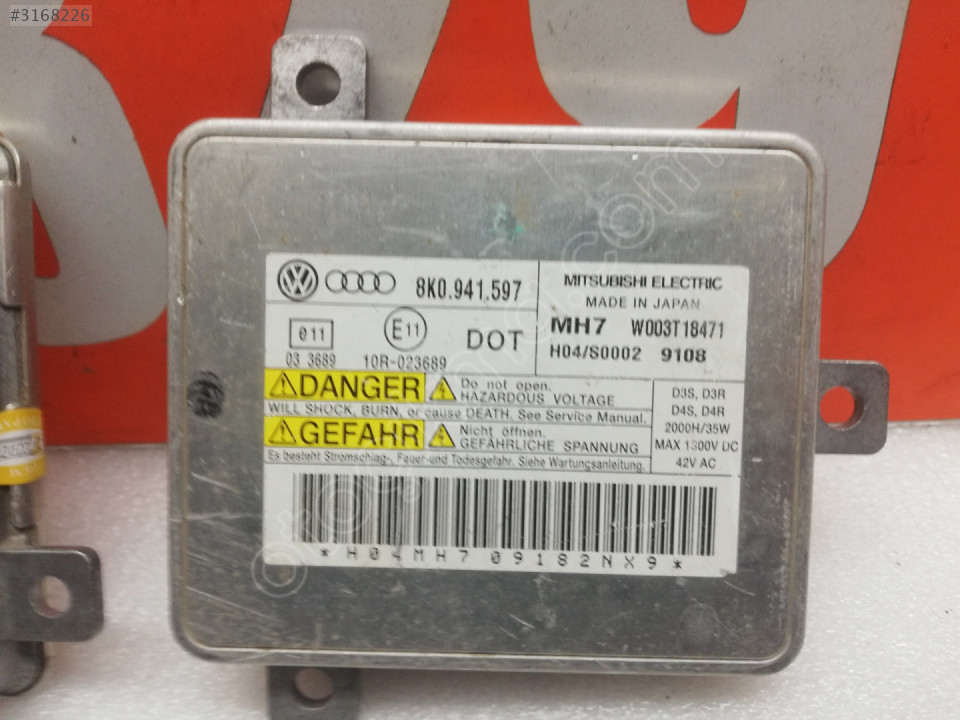 #3168226
8K0.941.597
MITSUBISHI ELECTRIC
MADE IN JAPAN
011
E11
DOT
MH7 W003T18471
03 3689 10R-023689
H04/S0002 9108
DANGER
Do not open.
HAZARDOUS VOLTAGE
WILL SHOCK, BURN, or cause DEATH. See Service Manual.
GEFAHR
Nicht öffnen.
GEFÄHRLICHE SPANNUNG
Es besteht Stromschlag-, Feuer-und Todesgefahr. Siehe Wartungsanleitung.
D3S, D3R
D4S, D4R
2000H/35W
MAX 1300V DC
42V AC
*H04MH709182NX9*